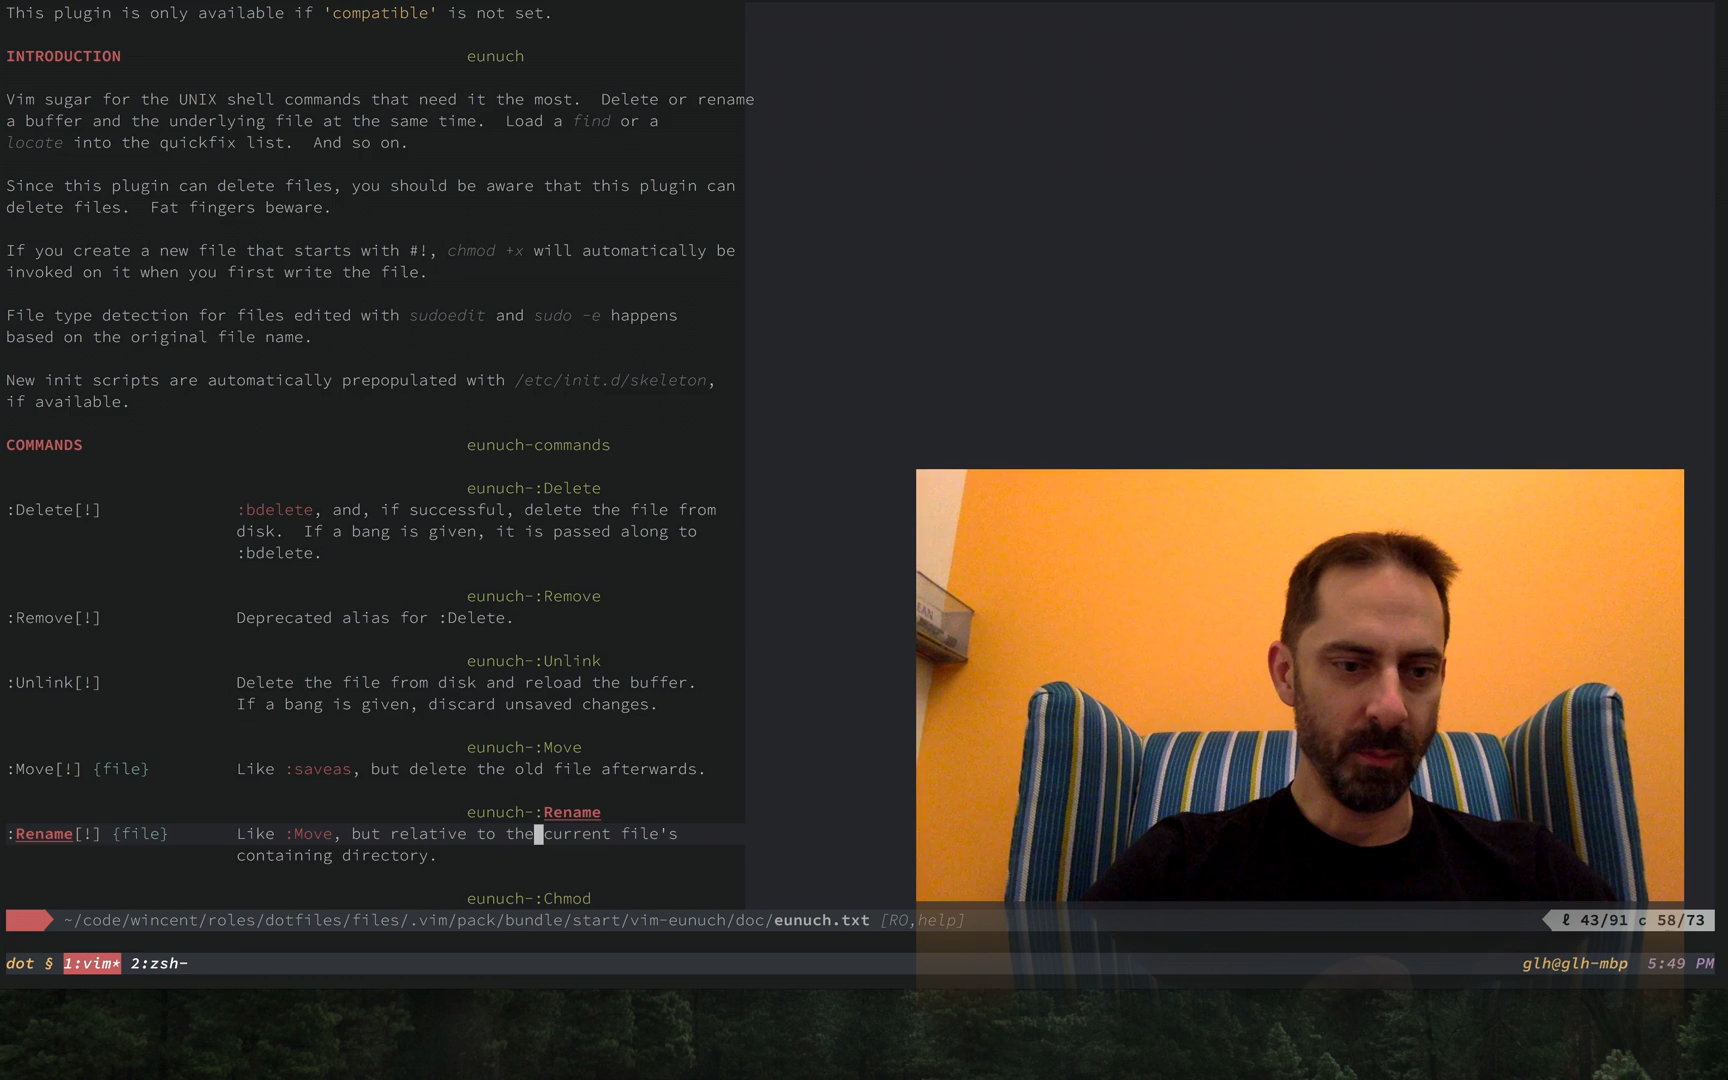 This plugin is only available if 'compatible' is not set.
INTRODUCTION eunuch
Vim sugar for the UNIX shell commands that need it the most.  Delete or rename
a buffer and the underlying file at the same time.  Load a find or a
locate into the quickfix list.  And so on.
Since this plugin can delete files, you should be aware that this plugin can
delete files.  Fat fingers beware.
If you create a new file that starts with #!, chmod +x will automatically be
invoked on it when you first write the file.
File type detection for files edited with sudoedit and sudo -e happens
based on the original file name.
New init scripts are automatically prepopulated with /etc/init.d/skeleton,
if available.
COMMANDS eunuch-commands
eunuch-:Delete
:Delete[!] :bdelete, and, if successful, delete the file from
disk.  If a bang is given, it is passed along to
:bdelete.
eunuch-:Remove
:Remove[!] Deprecated alias for :Delete.
eunuch-:Unlink
:Unlink[!] Delete the file from disk and reload the buffer.
If a bang is given, discard unsaved changes.
eunuch-:Move
:Move[!] {file} Like :saveas, but delete the old file afterwards.
eunuch-:Rename
:Rename[!] {file} Like :Move, but relative to the current file's
containing directory.
eunuch-:Chmod
~/code/wincent/roles/dotfiles/files/.vim/pack/bundle/start/vim-eunuch/doc/eunuch.txt [RO,help] ℓ 43/91 c 58/73
dot § 1:vim* 2:zsh- glh@glh-mbp 5:49 PM